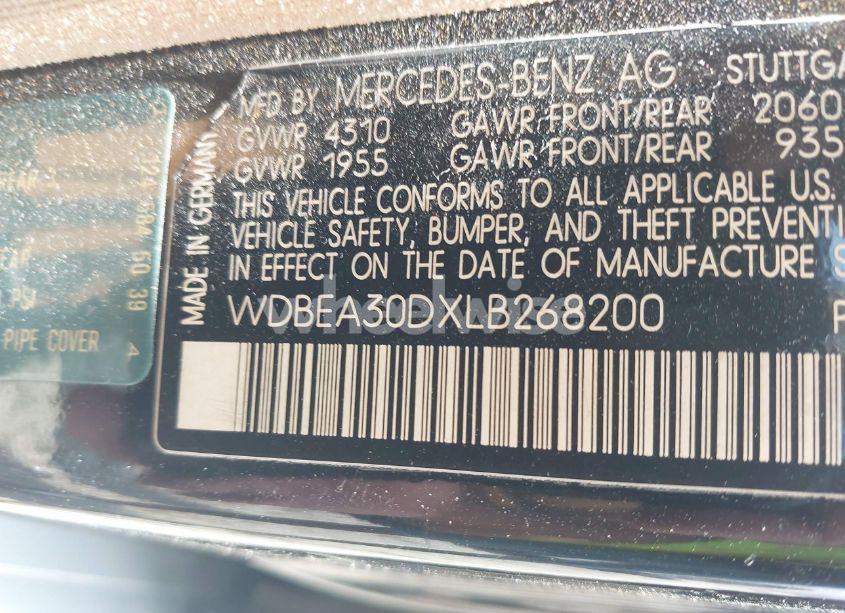 MFD BY MERCEDES-BENZ AG STUTTGA
GVWR 4310 GAWR FRONT/REAR 2060
GVWR 1955 GAWR FRONT/REAR 935
THIS VEHICLE CONFORMS TO ALL APPLICABLE U.S.
VEHICLE SAFETY, BUMPER, AND THEFT PREVENTI
IN EFFECT ON THE DATE OF MANUFACTURE S
WDBEA30DXLB268200
MADE IN GERMANY
PSI
PIPE COVER
A